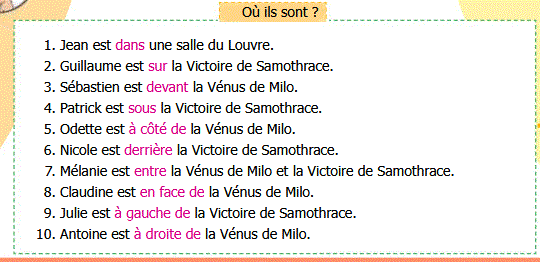 Où ils sont ?
1. Jean est dans une salle du Louvre.
2. Guillaume est sur la Victoire de Samothrace.
3. Sébastien est devant la Vénus de Milo.
4. Patrick est sous la Victoire de Samothrace.
5. Odette est à côté de la Vénus de Milo.
6. Nicole est derrière la Victoire de Samothrace.
7. Mélanie est entre la Vénus de Milo et la Victoire de Samothrace.
8. Claudine est en face de la Vénus de Milo.
9. Julie est à gauche de la Victoire de Samothrace.
10. Antoine est à droite de la Vénus de Milo.